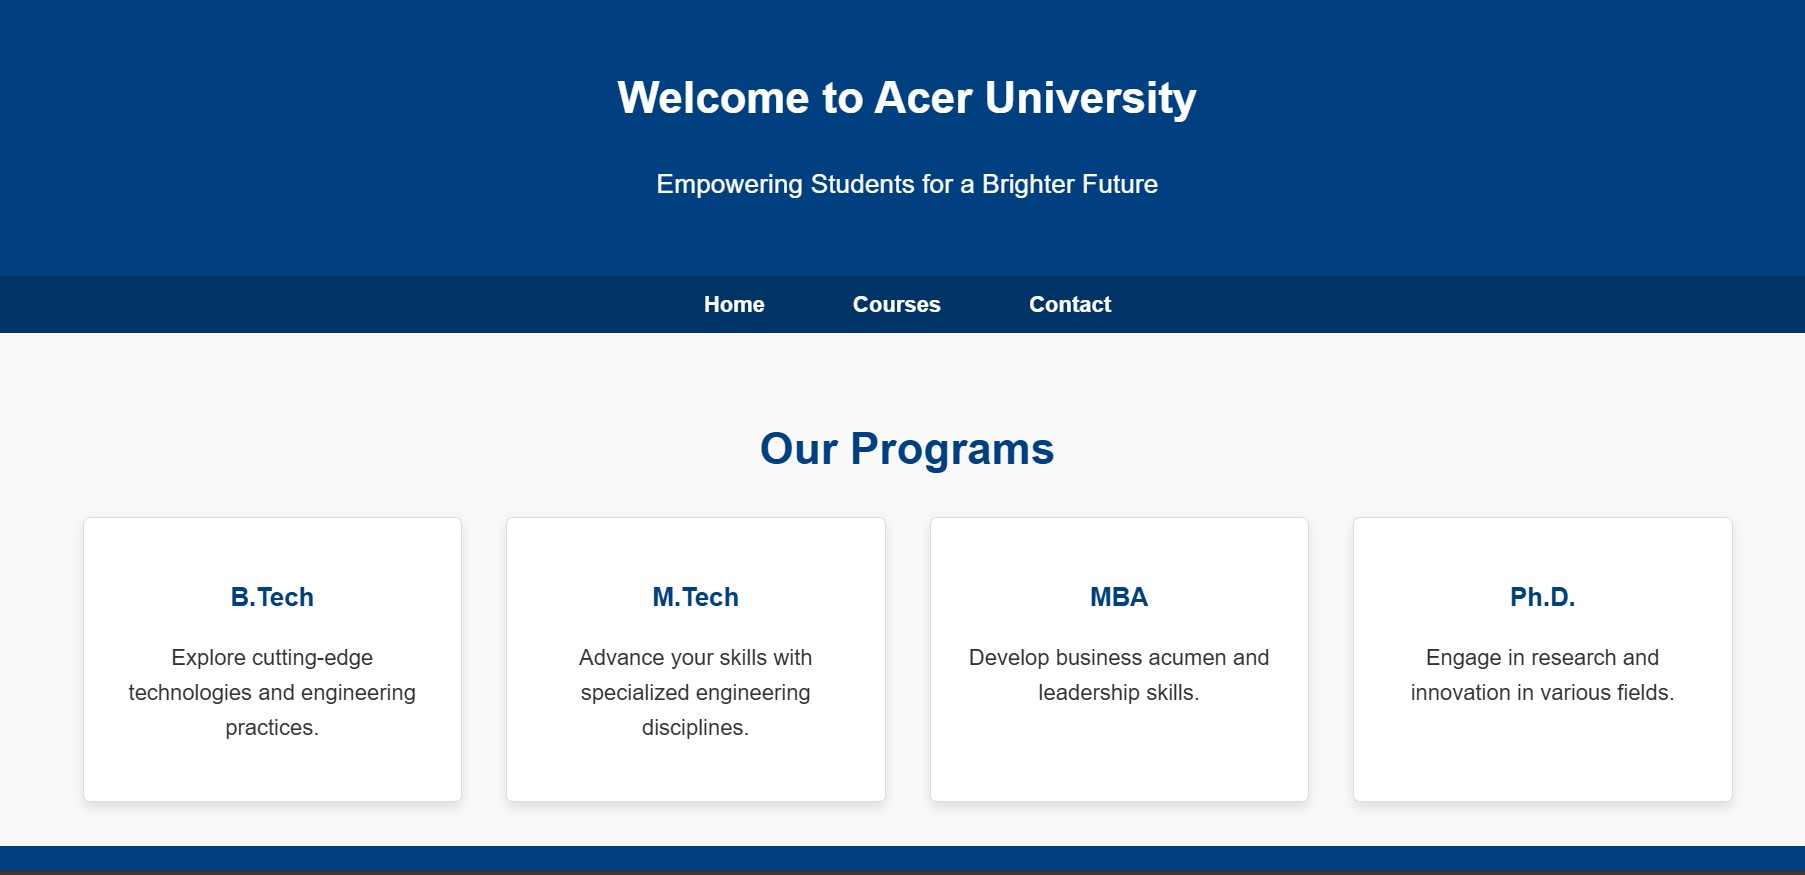 Welcome to Acer University
Empowering Students for a Brighter Future
Home Courses Contact
Our Programs
B.Tech
Explore cutting-edge
technologies and engineering
practices.
M.Tech
Advance your skills with
specialized engineering
disciplines.
MBA
Develop business acumen and
leadership skills.
Ph.D.
Engage in research and
innovation in various fields.